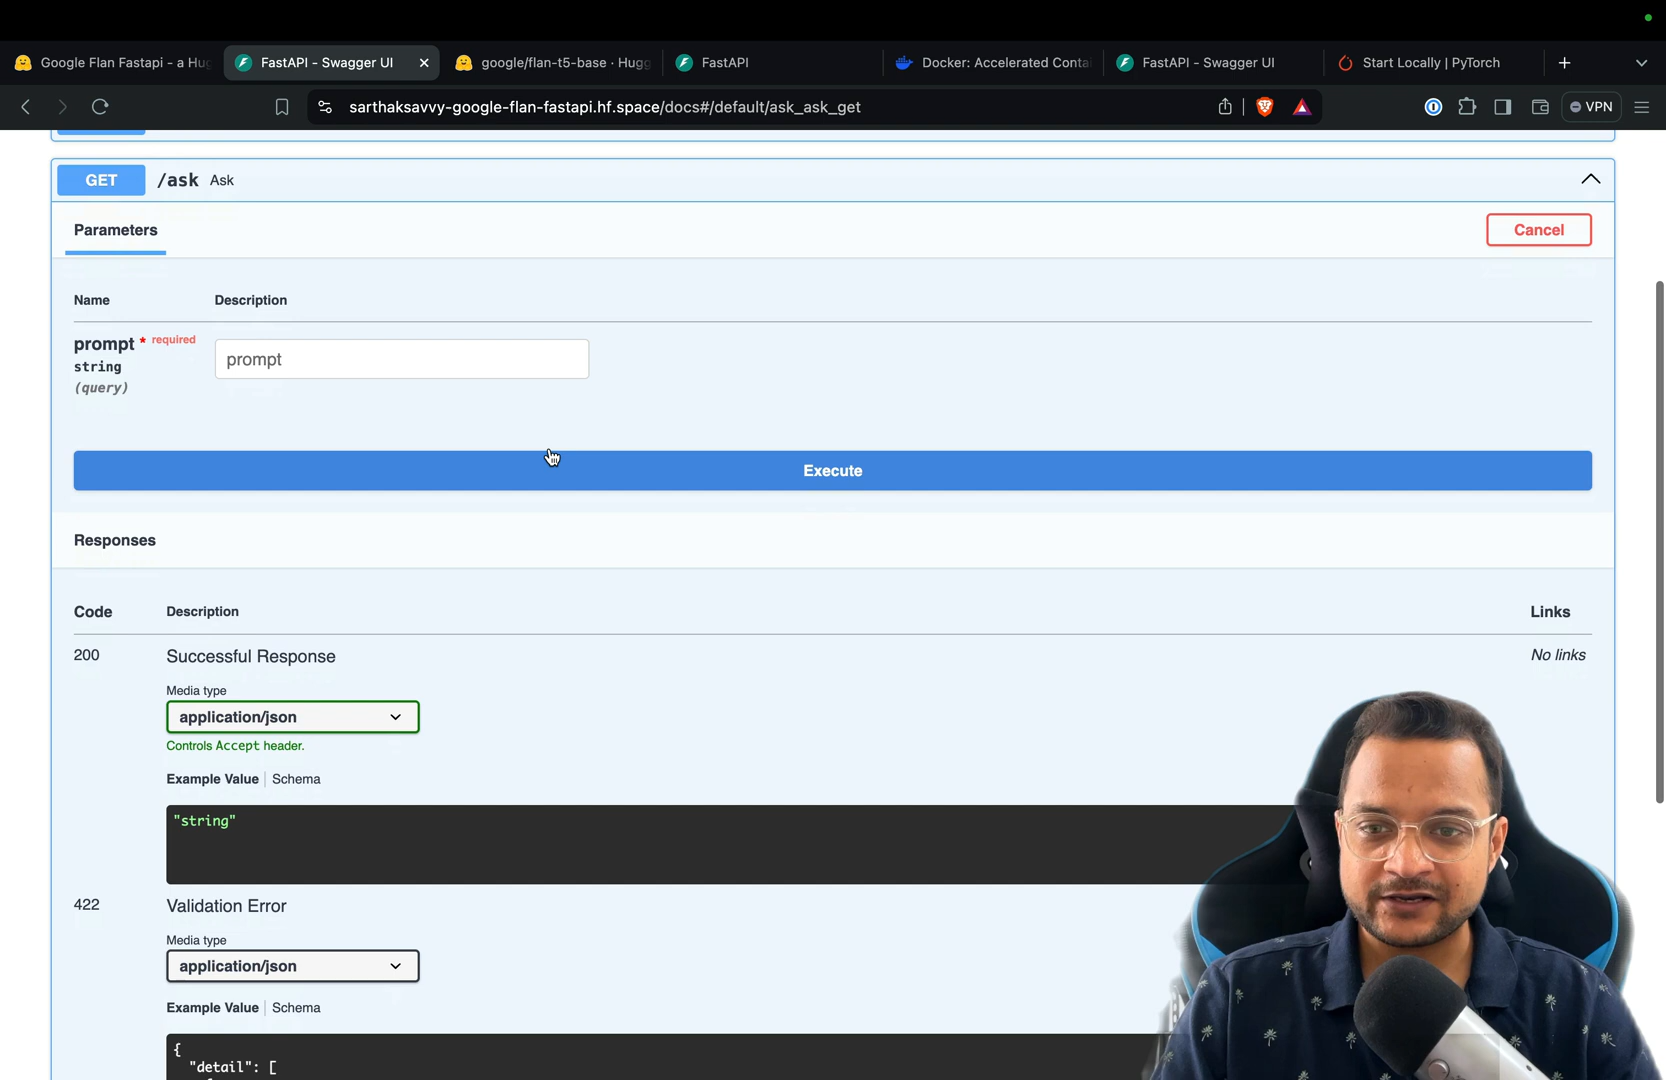 Google Flan Fastapi - a Hug
FastAPI - Swagger UI
google/flan-t5-base · Hugg
FastAPI
Docker: Accelerated Contai
FastAPI - Swagger UI
Start Locally | PyTorch
sarthaksavvy-google-flan-fastapi.hf.space/docs#/default/ask_ask_get
VPN
GET /ask Ask
Parameters
Cancel
Name Description
prompt * required
string
(query)
prompt
Execute
Responses
Code Description Links
200 Successful Response No links
Media type
application/json
Controls Accept header.
Example Value | Schema
"string"
422 Validation Error
Media type
application/json
Example Value | Schema
{
"detail": [